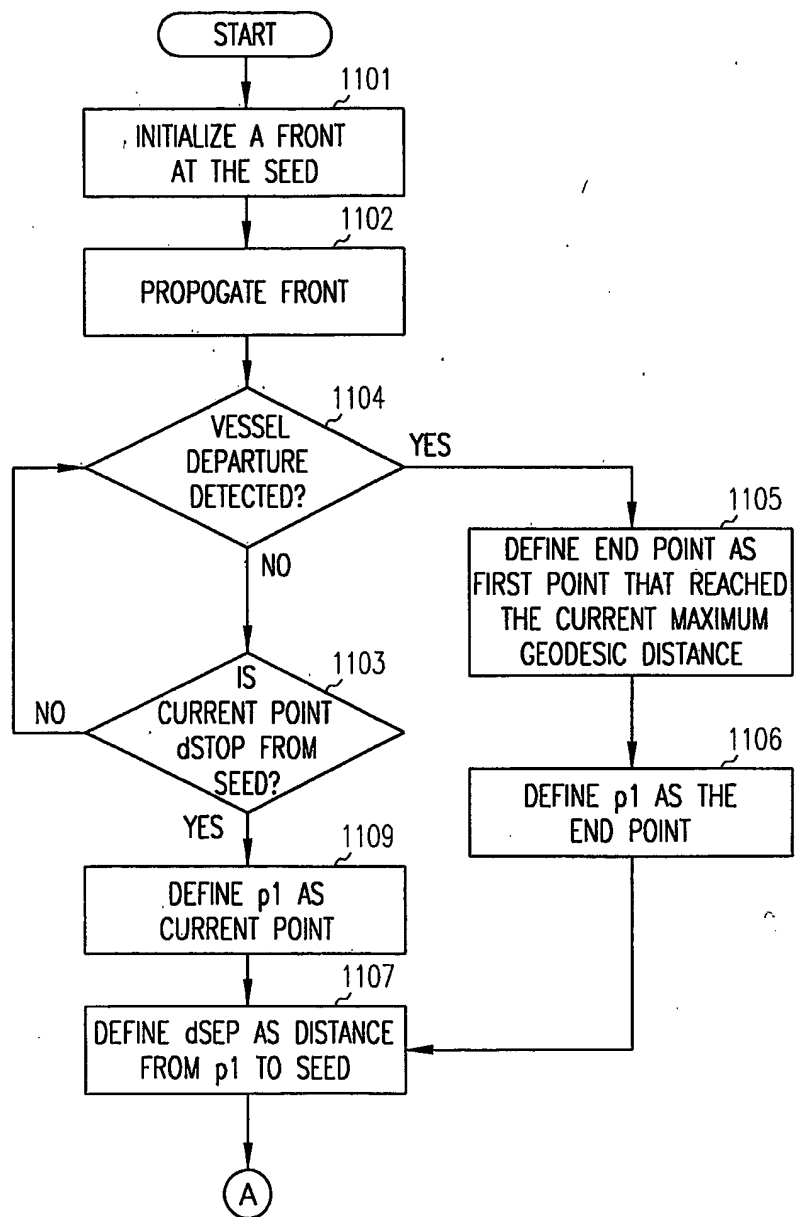 START
1101
INITIALIZE A FRONT
AT THE SEED
1102
PROPOGATE FRONT
1104
VESSEL
DEPARTURE
DETECTED?
YES
NO
1105
DEFINE END POINT AS
FIRST POINT THAT REACHED
THE CURRENT MAXIMUM
GEODESIC DISTANCE
1103
IS
CURRENT POINT
dSTOP FROM
SEED?
NO
YES
1106
DEFINE p1 AS THE
END POINT
1109
DEFINE p1 AS
CURRENT POINT
1107
DEFINE dSEP AS DISTANCE
FROM p1 TO SEED
A